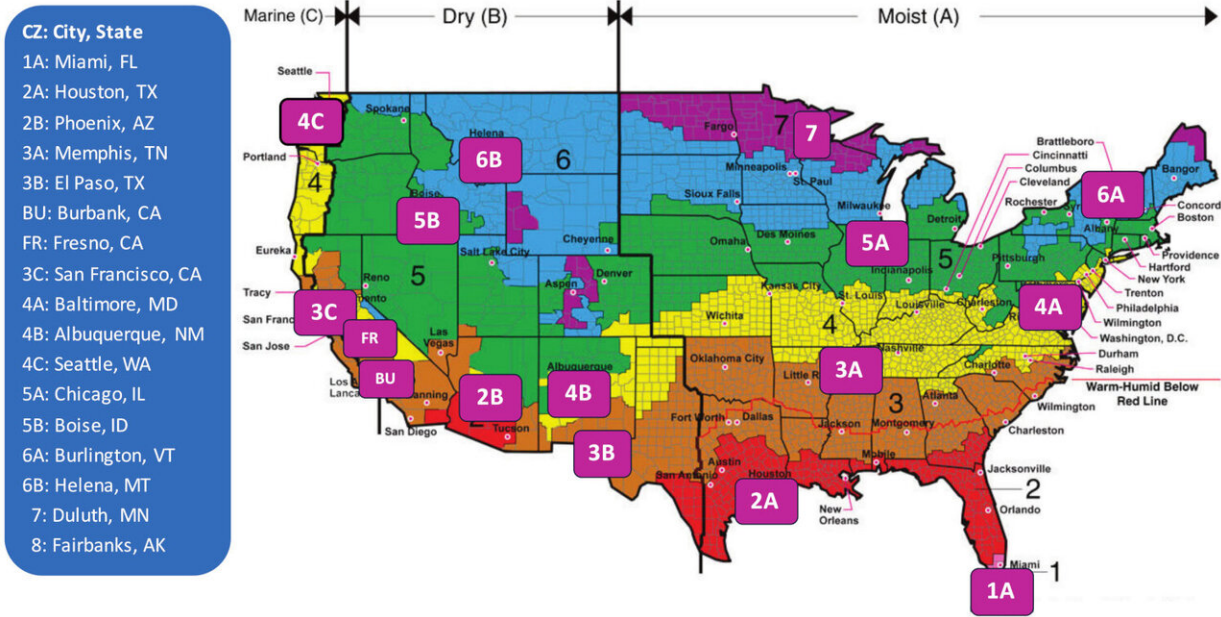 CZ: City, State
1A: Miami, FL
2A: Houston, TX
2B: Phoenix, AZ
3A: Memphis, TN
3B: El Paso, TX
BU: Burbank, CA
FR: Fresno, CA
3C: San Francisco, CA
4A: Baltimore, MD
4B: Albuquerque, NM
4C: Seattle, WA
5A: Chicago, IL
5B: Boise, ID
6A: Burlington, VT
6B: Helena, MT
7: Duluth, MN
8: Fairbanks, AK
Marine (C)
Dry (B)
Moist (A)
Seattle
4C
Portland
4
Eureka
Tracy
San Franc
San Jose
3C
FR
BU
Spokane
Helena
6B
6
Boise
5B
Salt Lake City
Cheyenne
Reno
5
Aspen
Denver
Las
Vegas
San Diego
2B
Tucson
Albuquerque
4B
3B
Fargo
7
7
Minneapolis
St. Paul
Sioux Falls
Milwaukee
5A
Omaha
Des Moines
Detroit
Indianapolis
5
Kansas City
St. Louis
Louisville
Charleston
Wichita
4
Nashville
Oklahoma City
Little R
3A
Charlotte
Atlanta
3
Fort Worth
Dallas
Jackson
Montgomery
Mobile
Austin
San Antonio
Houston
2A
New
Orleans
Brattleboro
Cincinnatti
Columbus
Cleveland
Rochester
6A
Bangor
Albany
Concord
Boston
Providence
Hartford
New York
Trenton
Philadelphia
Wilmington
Washington, D.C.
Pittsburgh
4A
Durham
Raleigh
Warm-Humid Below
Red Line
Wilmington
Charleston
Jacksonville
2
Orlando
Miami
1
1A